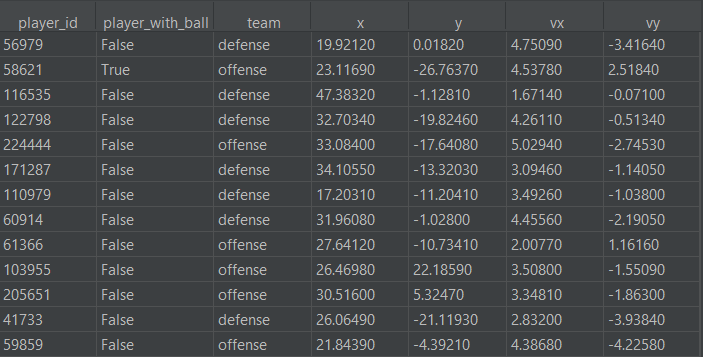 player_id player_with_ball team x y vx vy
56979 False defense 19.92120 0.01820 4.75090 -3.41640
58621 True offense 23.11690 -26.76370 4.53780 2.51840
116535 False defense 47.38320 -1.12810 1.67140 -0.07100
122798 False defense 32.70340 -19.82460 4.26110 -0.51340
224444 False offense 33.08400 -17.64080 5.02940 -2.74530
171287 False defense 34.10550 -13.32030 3.09460 -1.14050
110979 False defense 17.20310 -11.20410 3.49260 -1.03800
60914 False defense 31.96080 -1.02800 4.45560 -2.19050
61366 False offense 27.64120 -10.73410 2.00770 1.16160
103955 False offense 26.46980 22.18590 3.50800 -1.55090
205651 False offense 30.51600 5.32470 3.34810 -1.86300
41733 False defense 26.06490 -21.11930 2.83200 -3.93840
59859 False offense 21.84390 -4.39210 4.38680 -4.22580